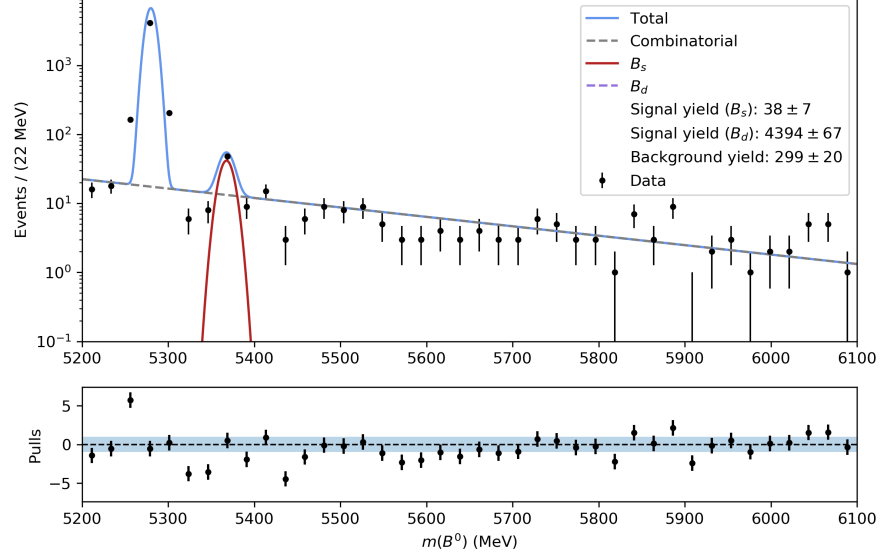 Events / (22 MeV)
10³
10²
10¹
10⁰
10⁻¹
Total
Combinatorial
Bₛ
B_d
Signal yield (Bₛ): 38 ± 7
Signal yield (B_d): 4394 ± 67
Background yield: 299 ± 20
Data
5200 5300 5400 5500 5600 5700 5800 5900 6000 6100
Pulls
5
0
−5
5200 5300 5400 5500 5600 5700 5800 5900 6000 6100
m(B⁰) (MeV)